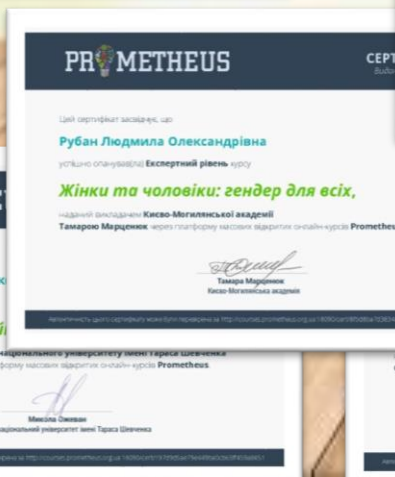 PROMETHEUS
СЕРТ
Цей сертифікат засвідчує, що
Рубан Людмила Олександрівна
успішно опанував(ла) Експертний рівень курсу
Жінки та чоловіки: гендер для всіх,
наданий викладачем Києво-Могилянської академії
Тамарою Марценюк через платформу масових відкритих онлайн-курсів Prometheus
Тамара Марценюк
Києво-Могилянська академія
національного університету імені Тараса Шевченка
форму масових відкритих онлайн-курсів Prometheus
Микола Ожеван
національний університет імені Тараса Шевченка